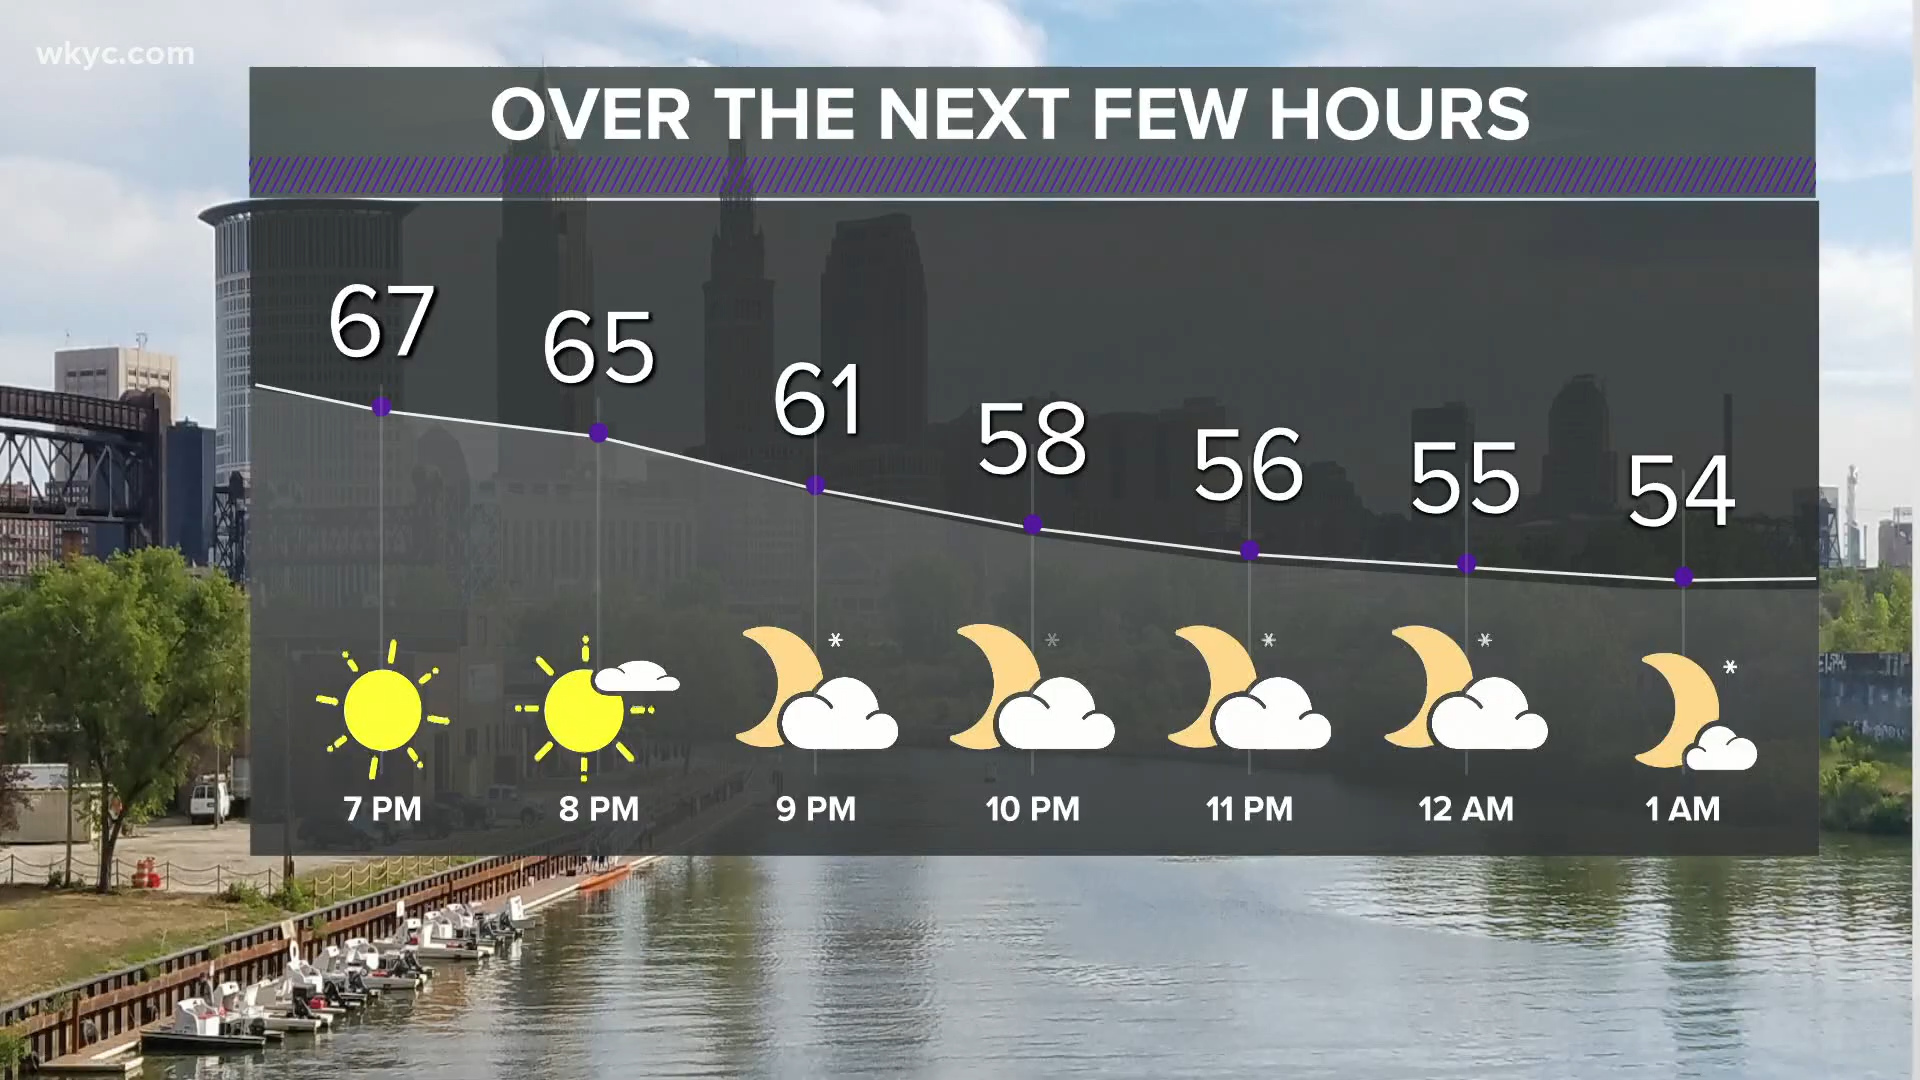 wkyc.com
OVER THE NEXT FEW HOURS
67 65 61 58 56 55 54
7 PM 8 PM 9 PM 10 PM 11 PM 12 AM 1 AM